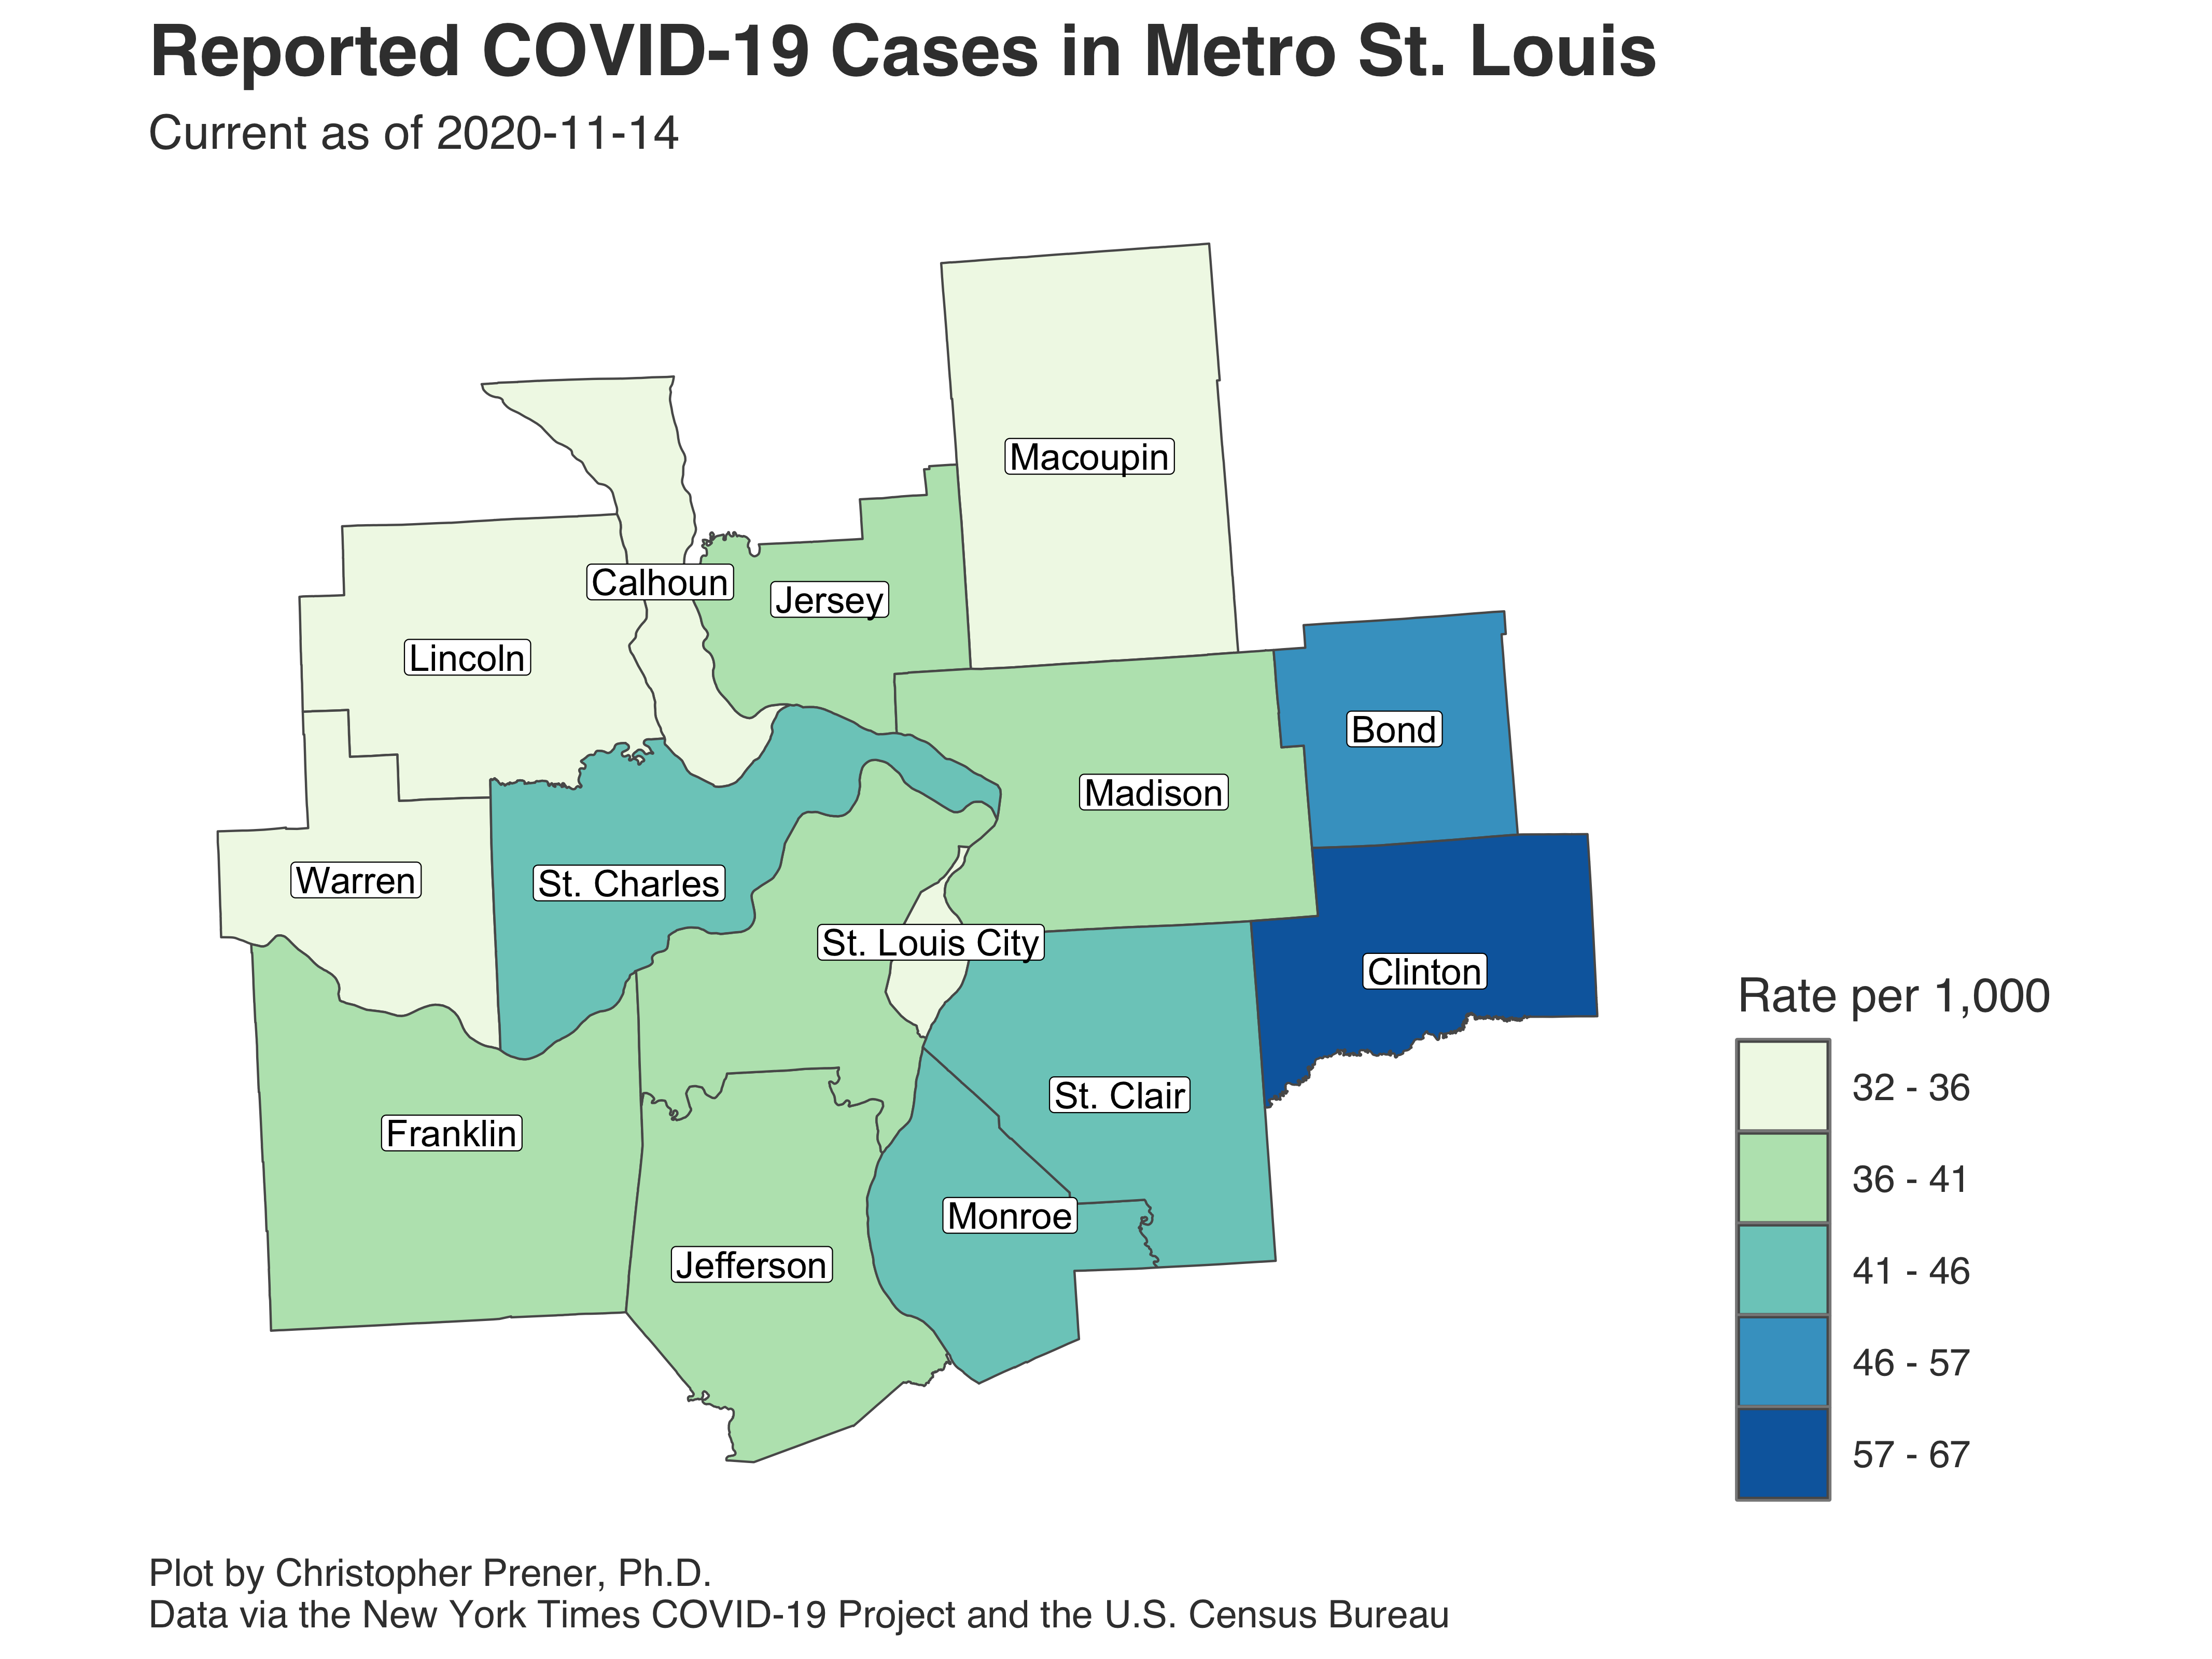 Reported COVID-19 Cases in Metro St. Louis
Current as of 2020-11-14
Macoupin
Calhoun
Jersey
Lincoln
Bond
Madison
Warren
St. Charles
St. Louis City
Clinton
St. Clair
Franklin
Monroe
Jefferson
Rate per 1,000
32 - 36
36 - 41
41 - 46
46 - 57
57 - 67
Plot by Christopher Prener, Ph.D.
Data via the New York Times COVID-19 Project and the U.S. Census Bureau